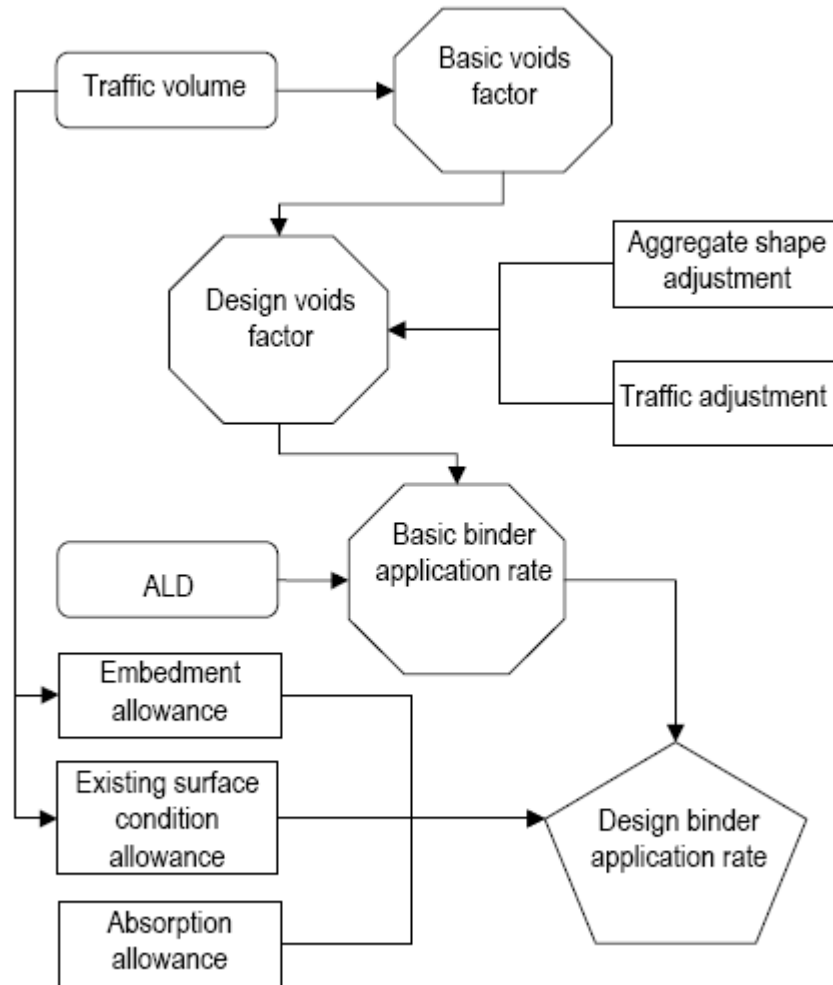 Traffic volume
Basic voids
factor
Aggregate shape
adjustment
Design voids
factor
Traffic adjustment
Basic binder
application rate
ALD
Embedment
allowance
Existing surface
condition
allowance
Design binder
application rate
Absorption
allowance